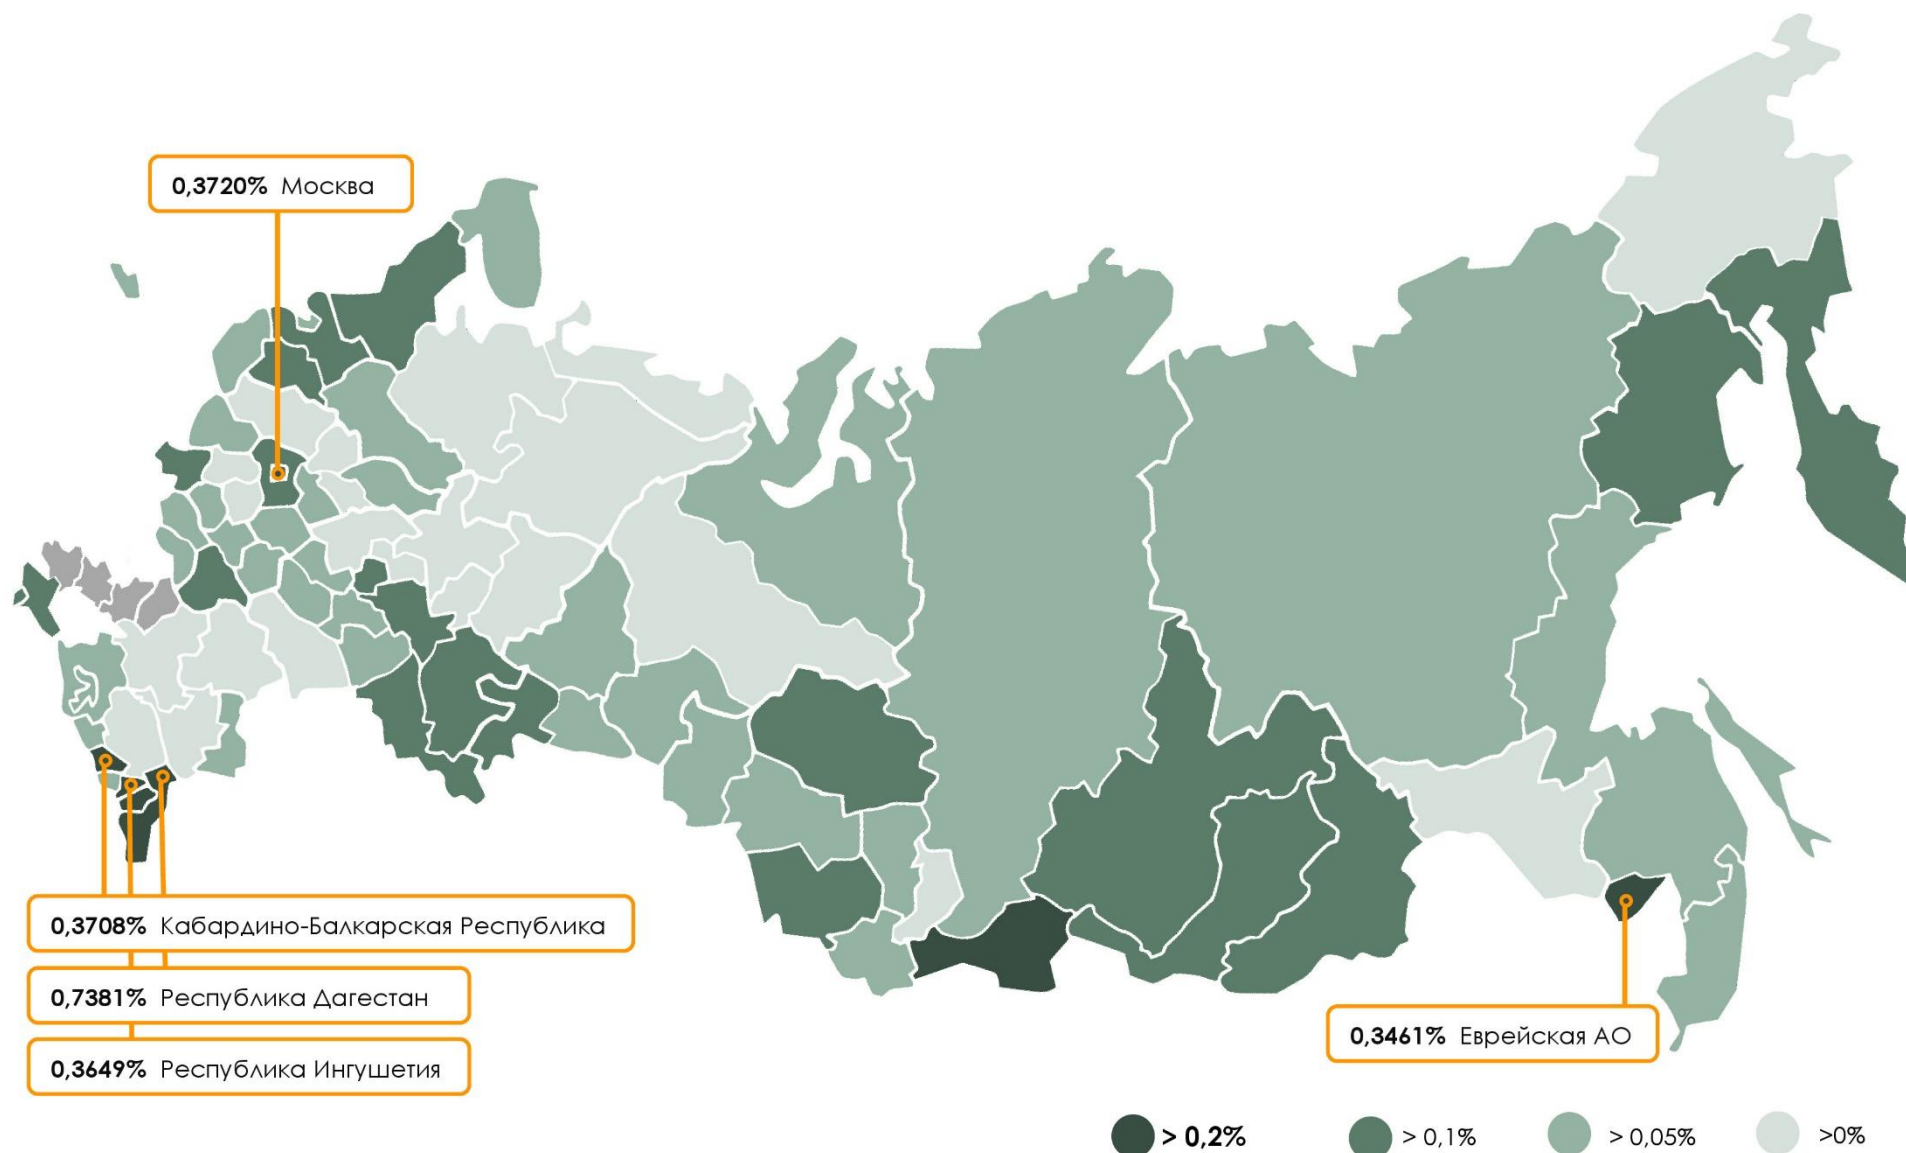 0,3720% Москва
0,3708% Кабардино-Балкарская Республика
0,7381% Республика Дагестан
0,3649% Республика Ингушетия
0,3461% Еврейская АО
> 0,2%
> 0,1%
> 0,05%
>0%